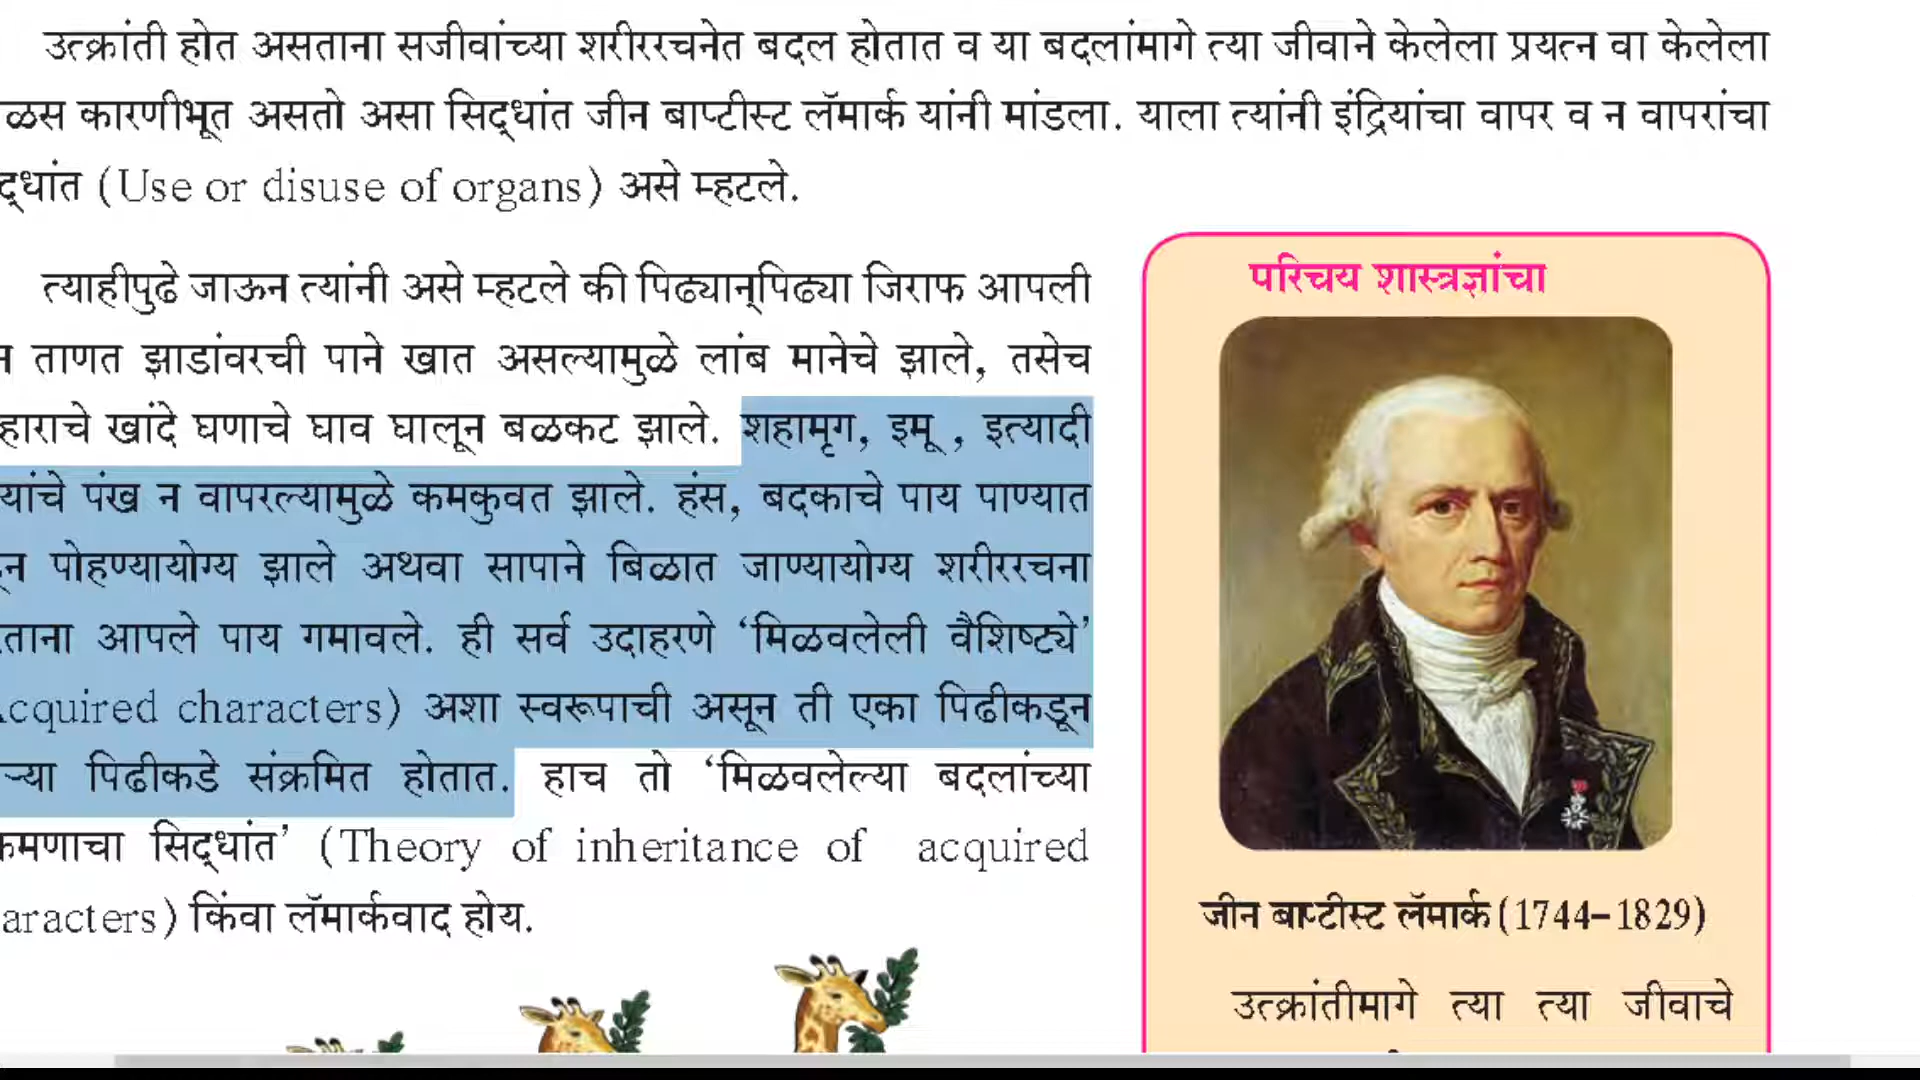 उत्क्रांती होत असताना सजीवांच्या शरीररचनेत बदल होतात व या बदलांमागे त्या जीवाने केलेला प्रयत्न वा केलेला
ळस कारणीभूत असतो असा सिद्धांत जीन बाप्टीस्ट लॅमार्क यांनी मांडला. याला त्यांनी इंद्रियांचा वापर व न वापरांचा
द्धांत (Use or disuse of organs) असे म्हटले.
त्याहीपुढे जाऊन त्यांनी असे म्हटले की पिढ्यान्‌पिढ्या जिराफ आपली
न ताणत झाडांवरची पाने खात असल्यामुळे लांब मानेचे झाले, तसेच
हाराचे खांदे घणाचे घाव घालून बळकट झाले. शहामृग, इमू , इत्यादी
यांचे पंख न वापरल्यामुळे कमकुवत झाले. हंस, बदकाचे पाय पाण्यात
न पोहण्यायोग्य झाले अथवा सापाने बिळात जाण्यायोग्य शरीररचना
ताना आपले पाय गमावले. ही सर्व उदाहरणे ‘मिळवलेली वैशिष्ट्ये’
cquired characters) अशा स्वरूपाची असून ती एका पिढीकडून
ऱ्या पिढीकडे संक्रमित होतात. हाच तो ‘मिळवलेल्या बदलांच्या
क्रमणाचा सिद्धांत’ (Theory of inheritance of acquired
aracters) किंवा लॅमार्कवाद होय.
परिचय शास्त्रज्ञांचा
जीन बाप्टीस्ट लॅमार्क (1744–1829)
उत्क्रांतीमागे त्या त्या जीवाचे